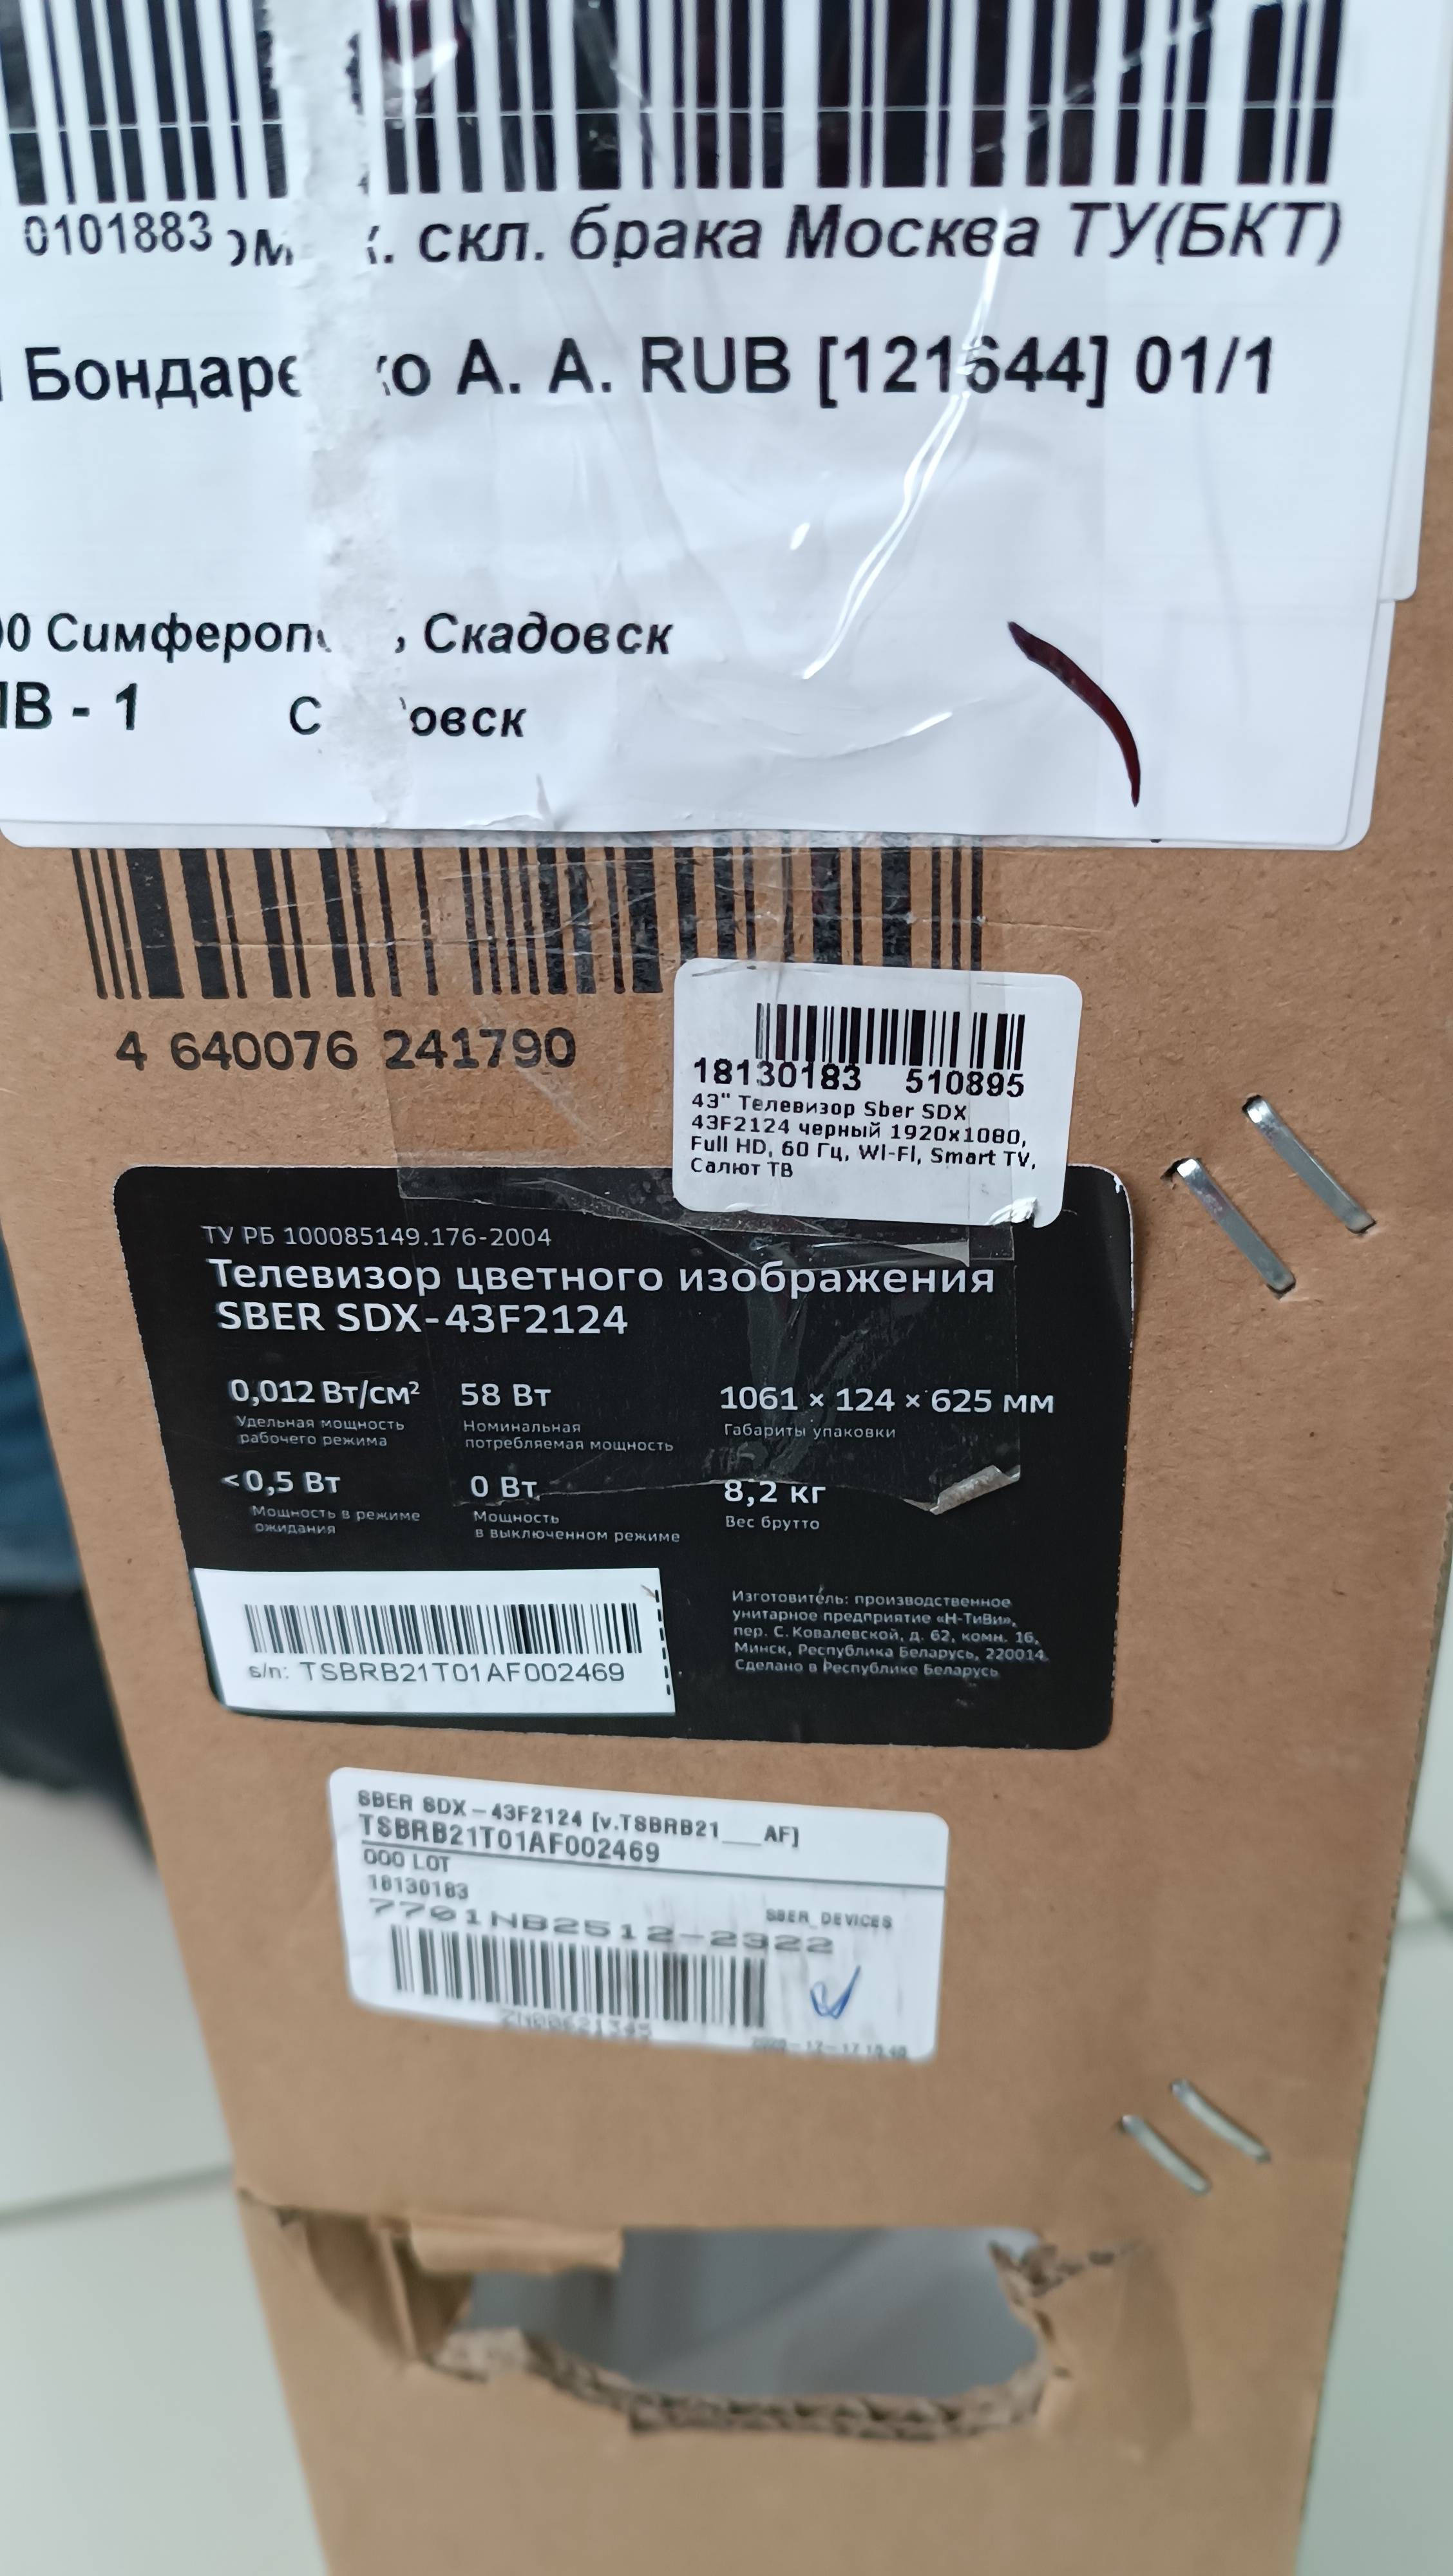 0101883
скл. брака Москва ТУ(БКТ)
А. А. RUB [121644] 01/1
Скадовск
- 1
4 640076 241790
18130183 510895
43" Телевизор Sber SDX
43F2124 черный 1920x1080,
Full HD, 60 Гц, WI-FI, Smart TV,
Салют ТВ
ТУ РБ 100085149.176-2004
Телевизор цветного изображения
SBER SDX-43F2124
0,012 Вт/см² 58 Вт 1061 × 124 × 625 мм
Удельная мощность Номинальная Габариты упаковки
рабочего режима потребляемая мощность
<0,5 Вт 0 Вт 8,2 кг
Мощность в режиме Мощность Вес брутто
ожидания в выключенном режиме
Изготовитель: производственное
унитарное предприятие «Н-ТиВи»,
пер. С. Ковалевской, д. 62, комн. 16,
Минск, Республика Беларусь, 220014.
Сделано в Республике Беларусь
s/n: TSBRB21T01AF002469
SBER SDX-43F2124 [v.TSBRB21___AF]
TSBRB21T01AF002469
000 LOT
18130183
SBER_DEVICES
7701NB2512-2322